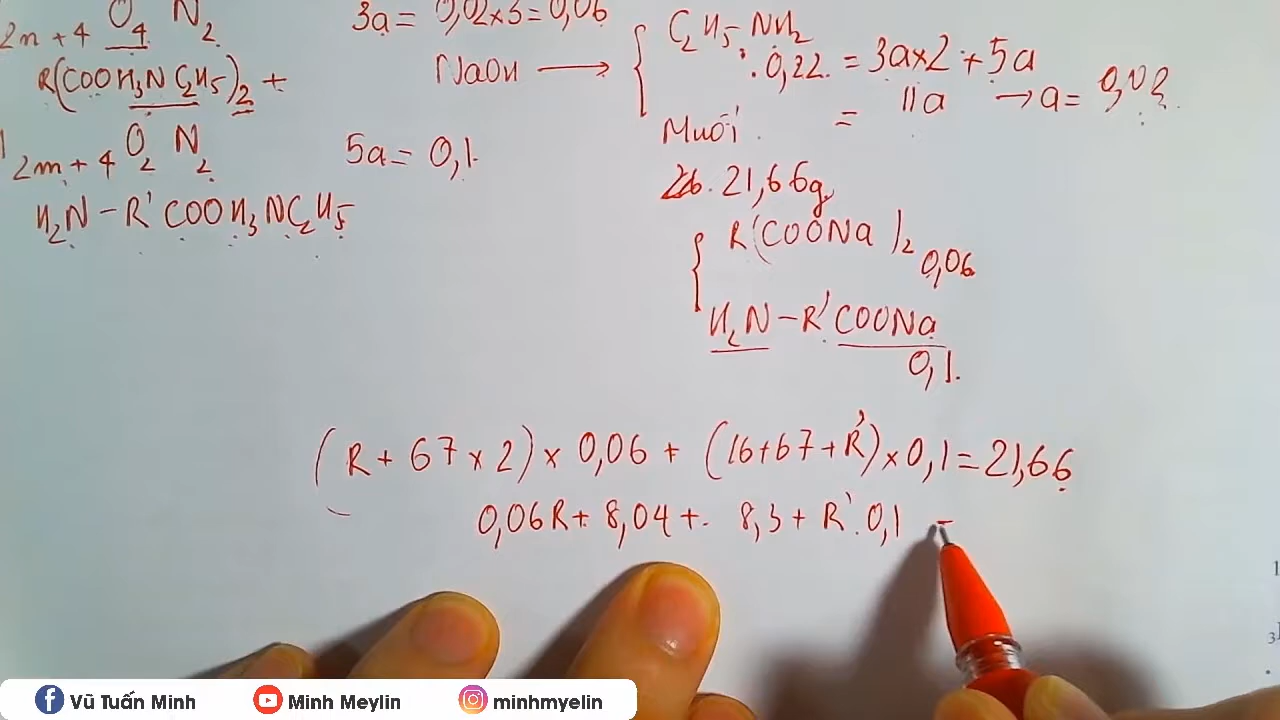 2n+4 O4 N2
3a = 0,02x3 = 0,06
R(COOH3NC2H5)2 +
NaOH →
C2H5NH2
: 0,22 = 3a x 2 + 5a
= 11a → a = 0,02
2m+4 O2 N2
5a = 0,1
Muối
H2N – R' COOH3NC2H5
21,66g
R(COONa)2 0,06
H2N – R' COONa
0,1
(R + 67 x 2) x 0,06 + (16+67+R') x 0,1 = 21,66
0,06R + 8,04 + 8,3 + R'.0,1
Vũ Tuấn Minh
Minh Meylin
minhmyelin